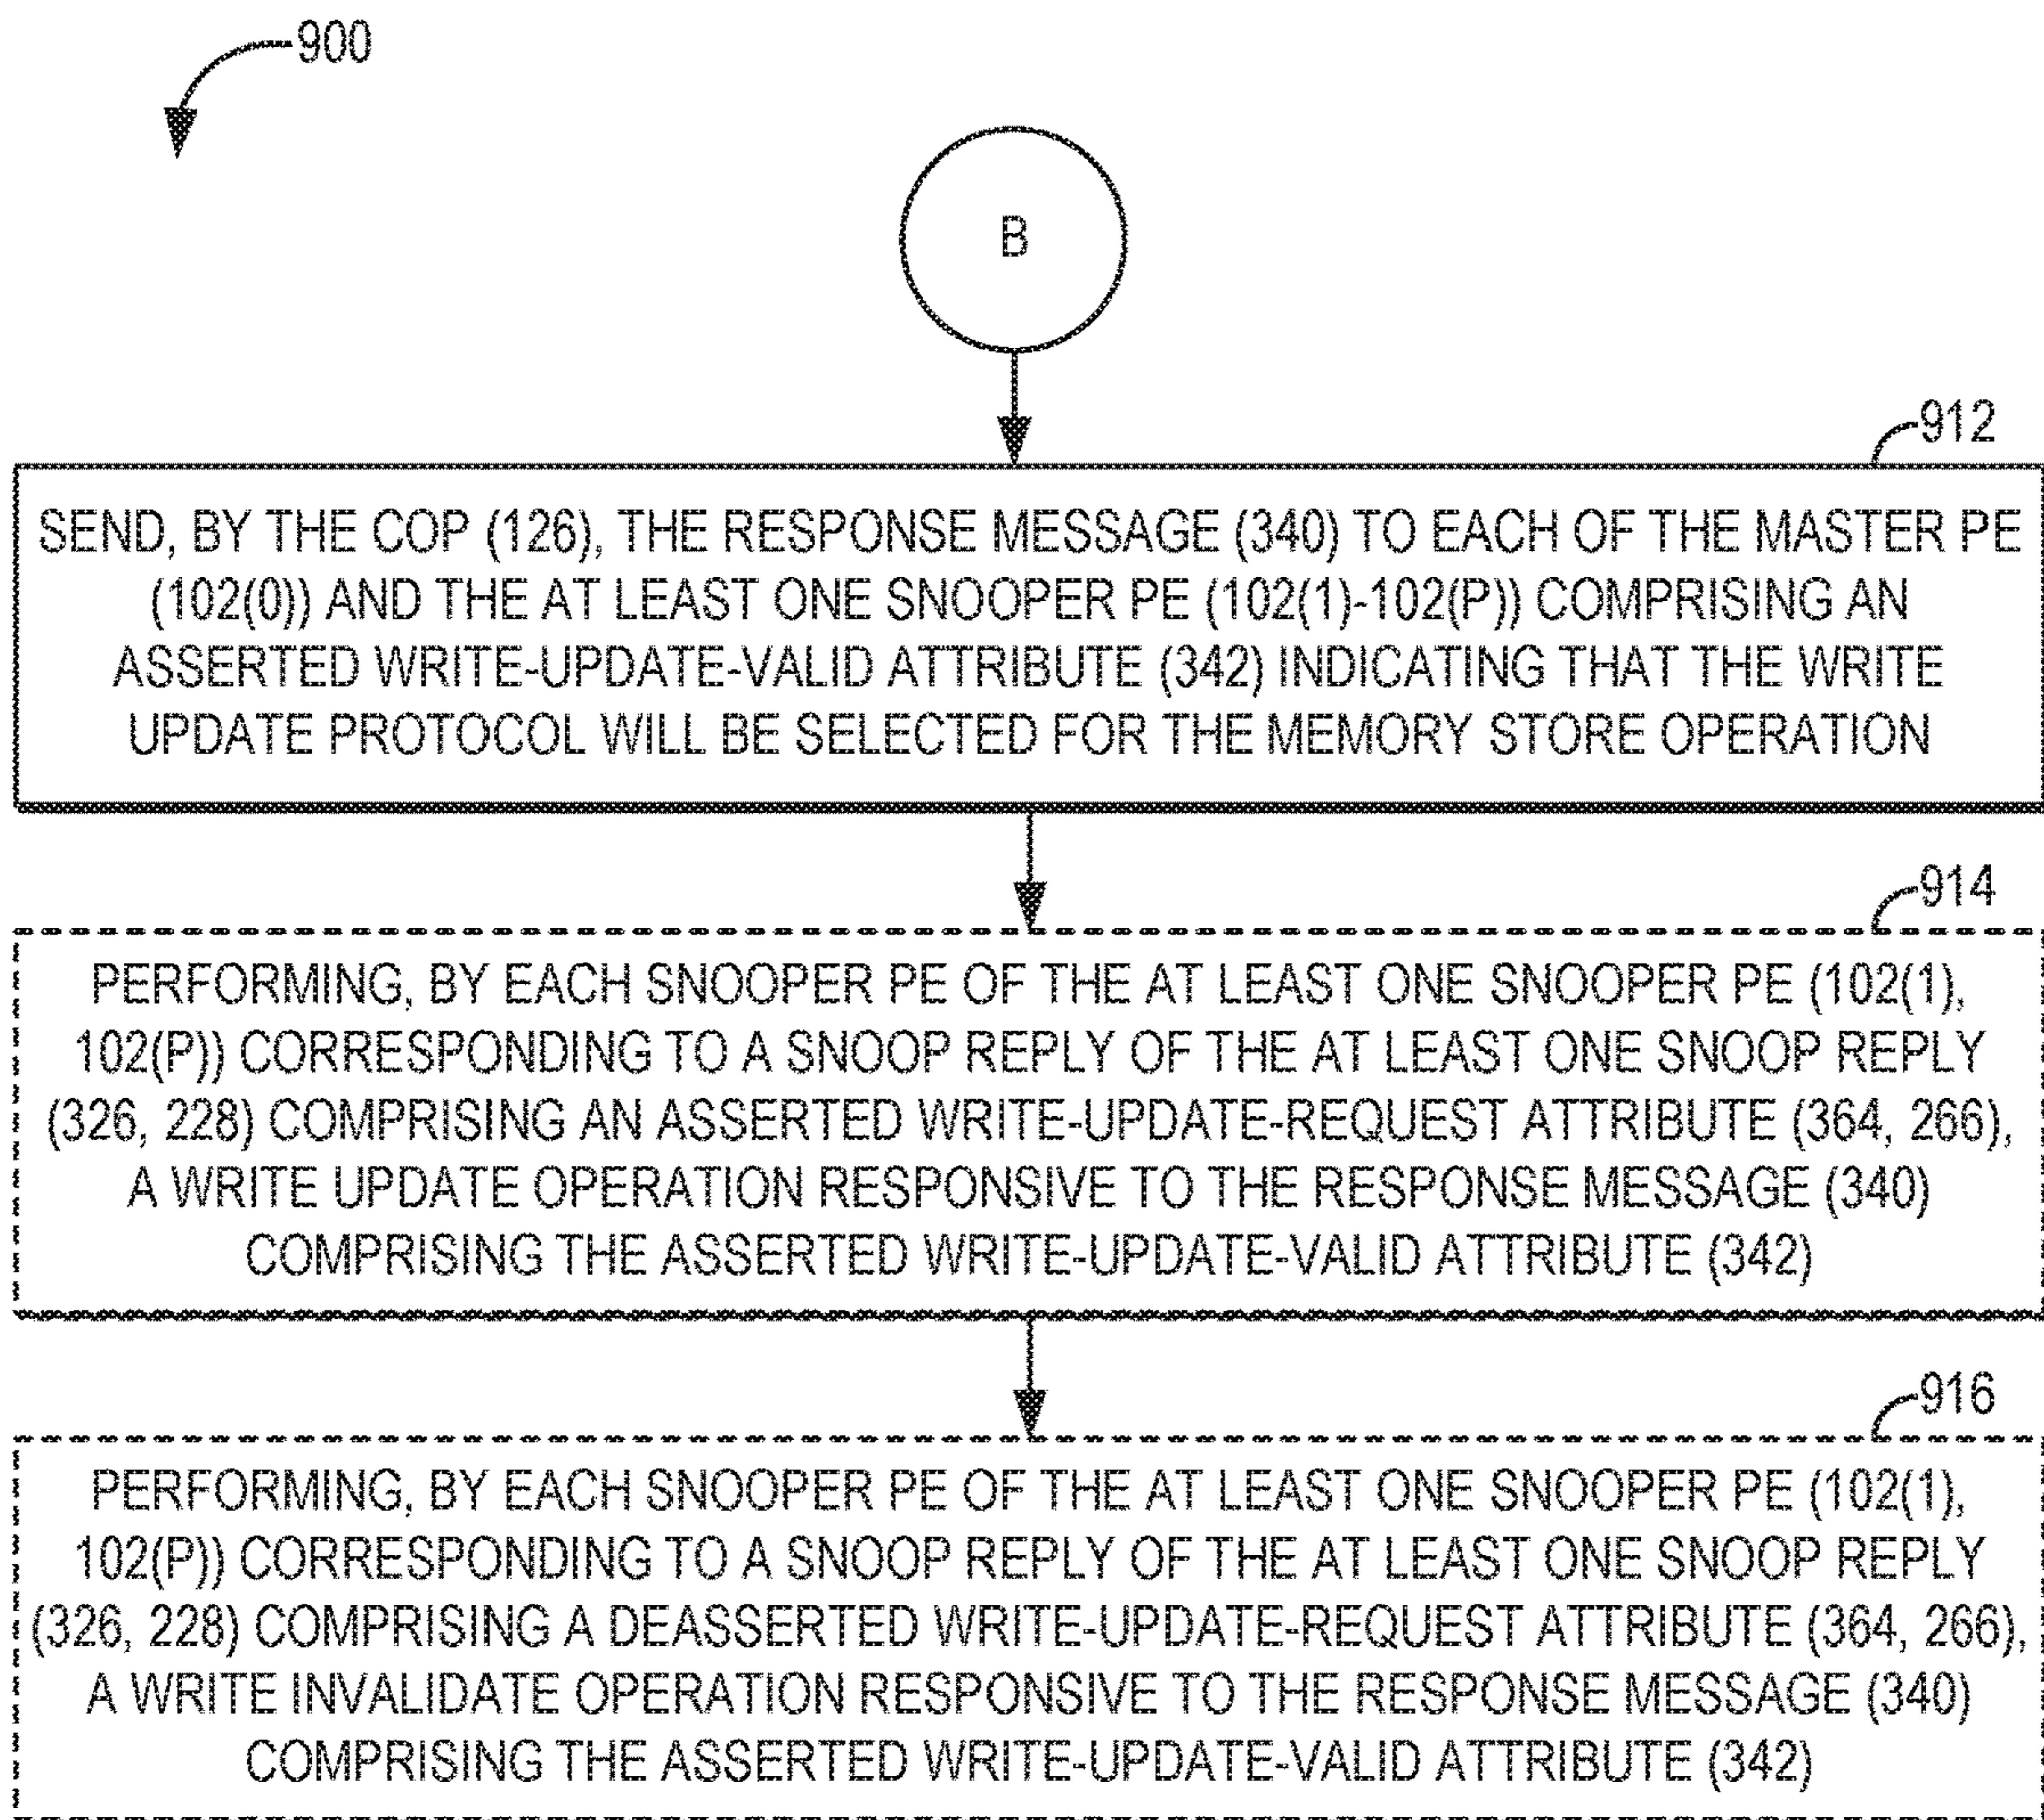 900
B
912
SEND, BY THE COP (126), THE RESPONSE MESSAGE (340) TO EACH OF THE MASTER PE
(102(0)) AND THE AT LEAST ONE SNOOPER PE (102(1)-102(P)) COMPRISING AN
ASSERTED WRITE-UPDATE-VALID ATTRIBUTE (342) INDICATING THAT THE WRITE
UPDATE PROTOCOL WILL BE SELECTED FOR THE MEMORY STORE OPERATION
914
PERFORMING, BY EACH SNOOPER PE OF THE AT LEAST ONE SNOOPER PE (102(1),
102(P)) CORRESPONDING TO A SNOOP REPLY OF THE AT LEAST ONE SNOOP REPLY
(326, 228) COMPRISING AN ASSERTED WRITE-UPDATE-REQUEST ATTRIBUTE (364, 266),
A WRITE UPDATE OPERATION RESPONSIVE TO THE RESPONSE MESSAGE (340)
COMPRISING THE ASSERTED WRITE-UPDATE-VALID ATTRIBUTE (342)
916
PERFORMING, BY EACH SNOOPER PE OF THE AT LEAST ONE SNOOPER PE (102(1),
102(P)) CORRESPONDING TO A SNOOP REPLY OF THE AT LEAST ONE SNOOP REPLY
(326, 228) COMPRISING A DEASSERTED WRITE-UPDATE-REQUEST ATTRIBUTE (364, 266),
A WRITE INVALIDATE OPERATION RESPONSIVE TO THE RESPONSE MESSAGE (340)
COMPRISING THE ASSERTED WRITE-UPDATE-VALID ATTRIBUTE (342)